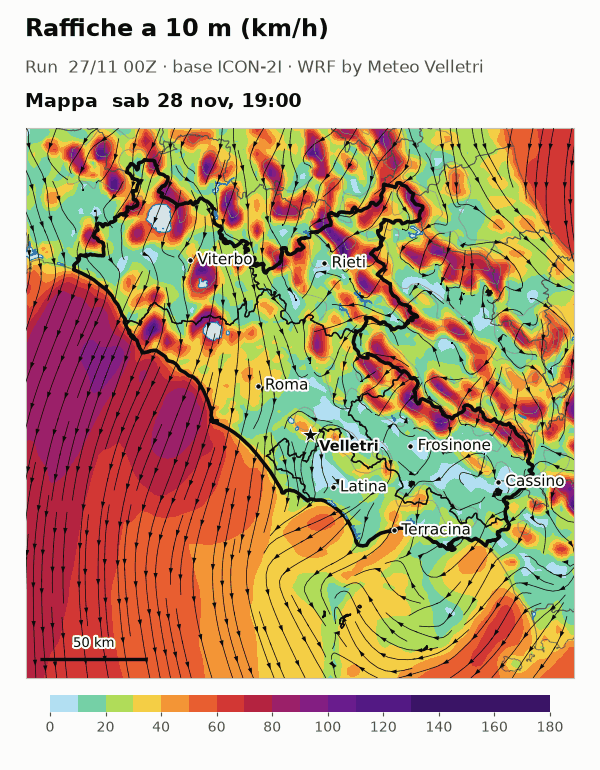 Raffiche a 10 m (km/h)
Run 27/11 00Z · base ICON-2I · WRF by Meteo Velletri
Mappa sab 28 nov, 19:00
Viterbo
Rieti
Roma
Velletri
Frosinone
Latina
Cassino
Terracina
50 km
0 20 40 60 80 100 120 140 160 180